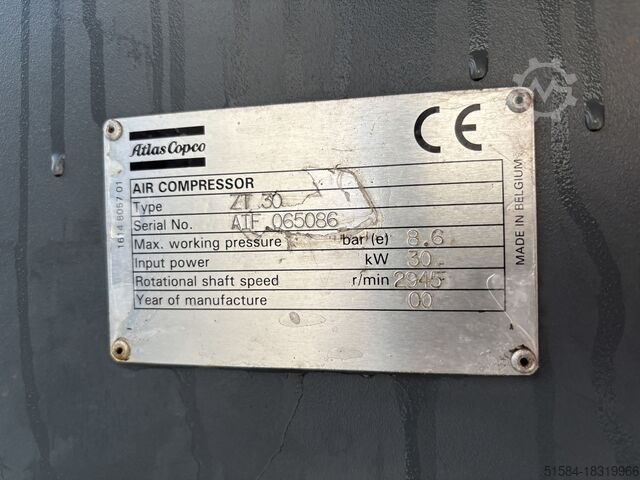 Atlas Copco
CE
AIR COMPRESSOR
Type ZT 30
Serial No. AIF 065086
Max. working pressure bar (e) 8.6
Input power kW 30
Rotational shaft speed r/min 2945
Year of manufacture 00
1614 8057 01
MADE IN BELGIUM
51584-18319966